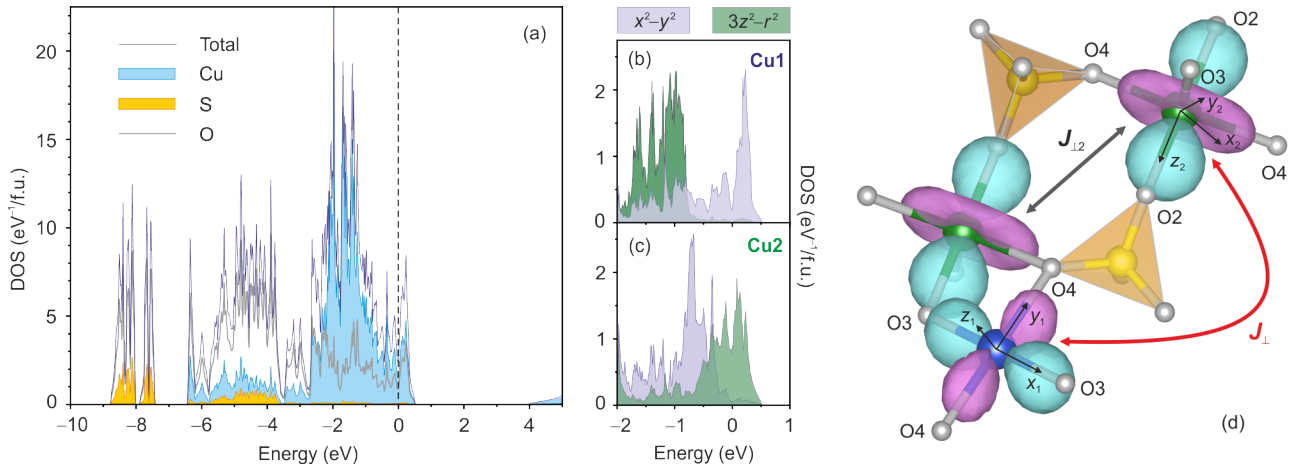 (a)
Total
Cu
S
O
20
15
10
5
0
DOS (eV⁻¹/f.u.)
−10 −8 −6 −4 −2 0 2 4
Energy (eV)
x²−y² 3z²−r²
(b) Cu1
2
1
0
(c) Cu2
2
1
0
DOS (eV⁻¹/f.u.)
−2 −1 0 1
Energy (eV)
O2
O4
O3
y₂
x₂
z₂
J⊥2
O4
O2
O4
O3
z₁
y₁
x₁
O3
J⊥
O4
(d)